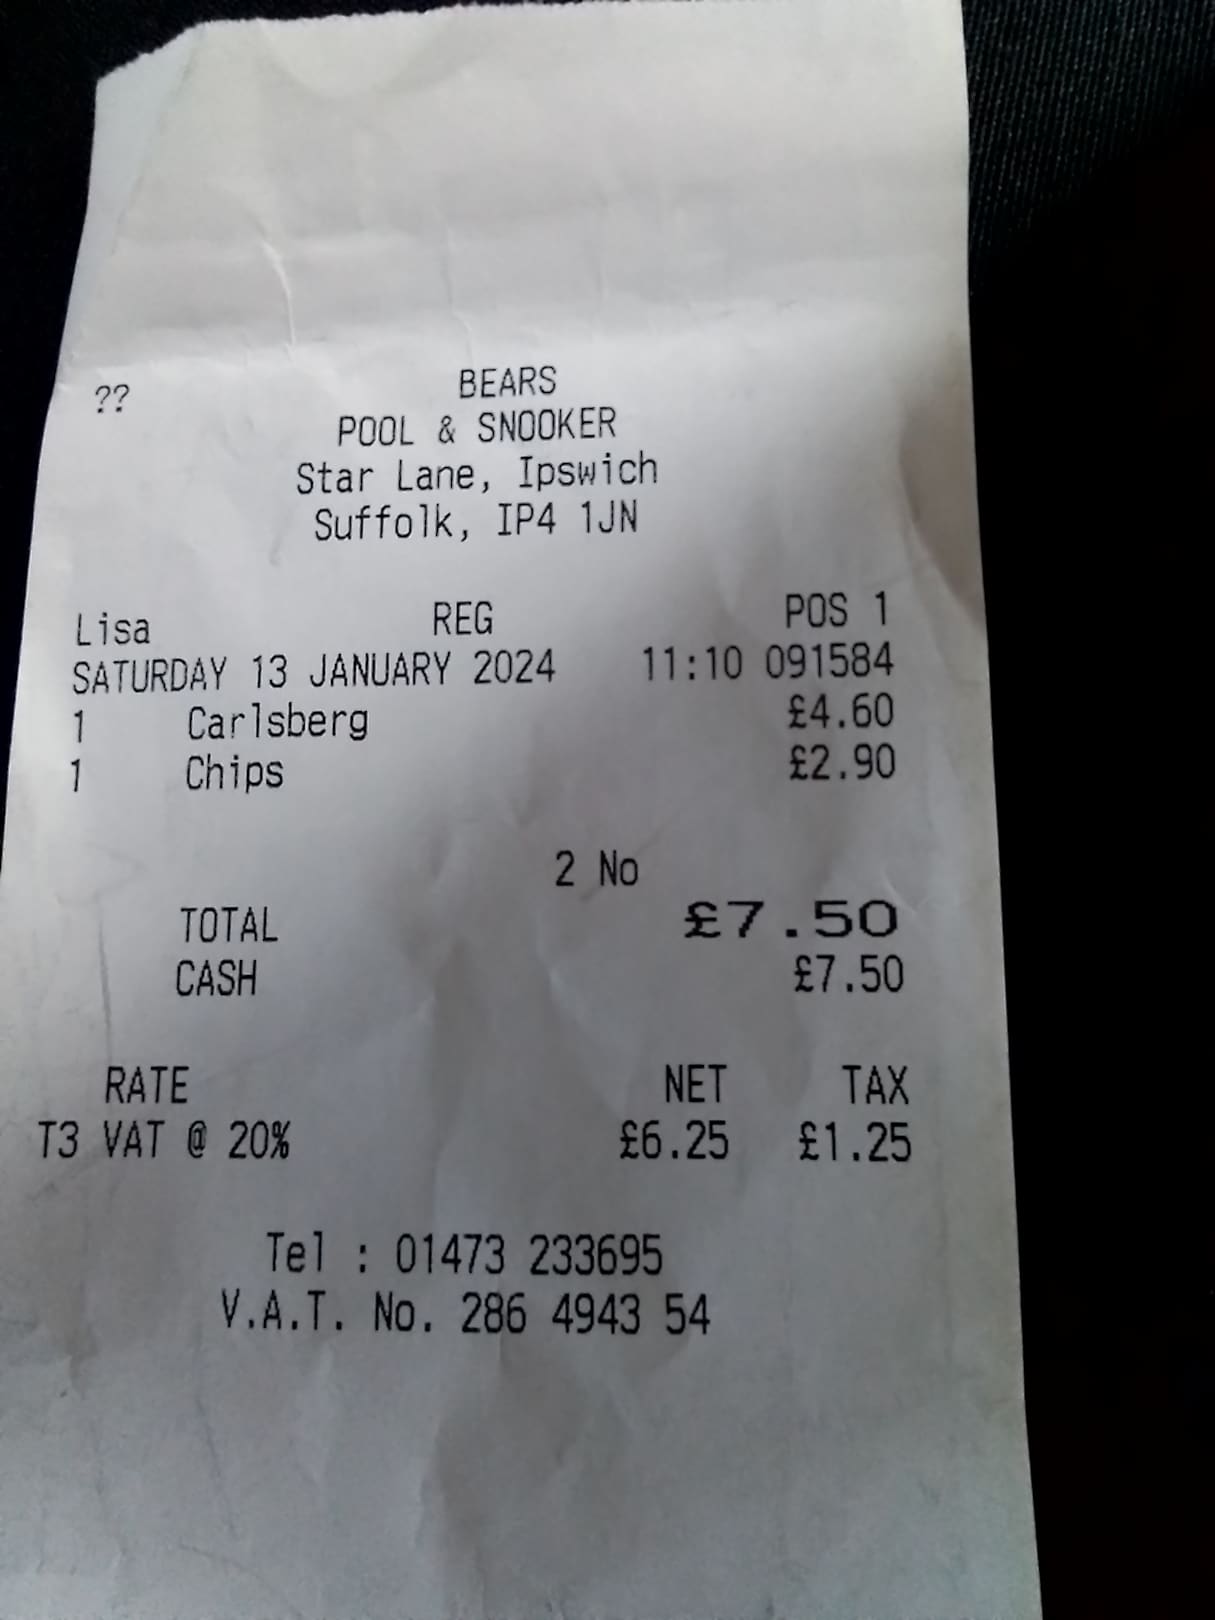 ?? BEARS
POOL & SNOOKER
Star Lane, Ipswich
Suffolk, IP4 1JN
Lisa REG POS 1
SATURDAY 13 JANUARY 2024 11:10 091584
1 Carlsberg £4.60
1 Chips £2.90
2 No
TOTAL £7.50
CASH £7.50
RATE NET TAX
T3 VAT @ 20% £6.25 £1.25
Tel : 01473 233695
V.A.T. No. 286 4943 54